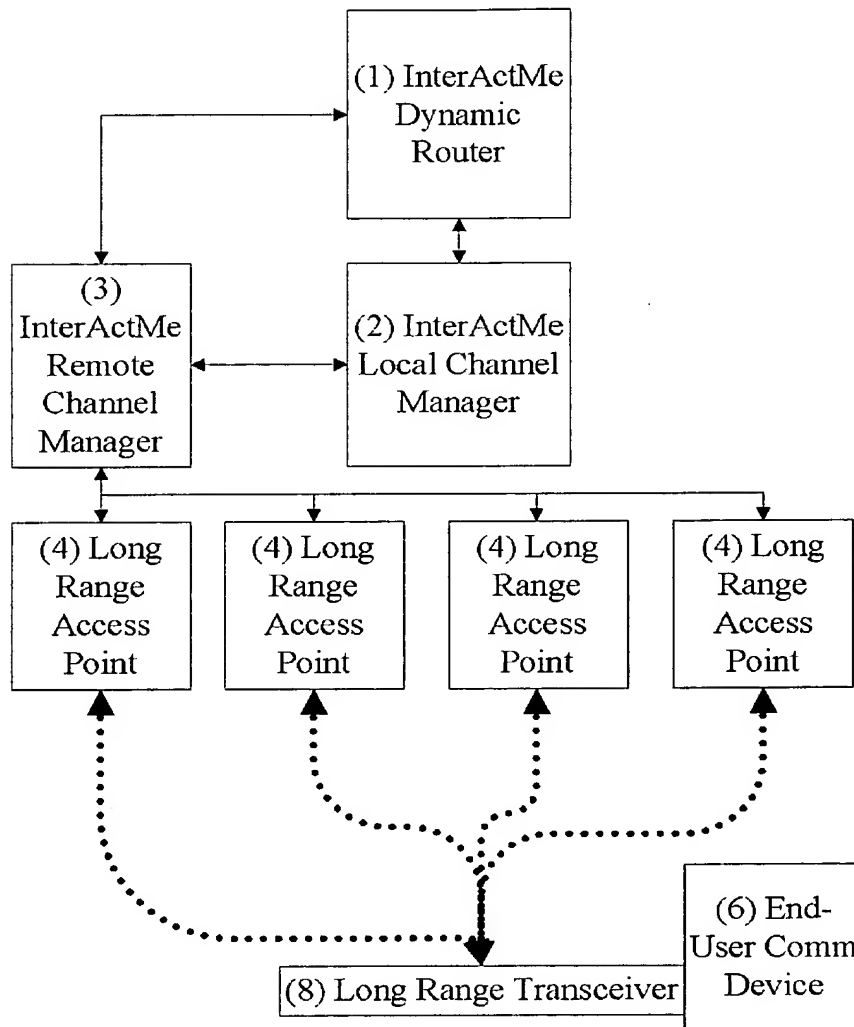 (1) InterActMe
Dynamic
Router
(3)
InterActMe
Remote
Channel
Manager
(2) InterActMe
Local Channel
Manager
(4) Long
Range
Access
Point
(4) Long
Range
Access
Point
(4) Long
Range
Access
Point
(4) Long
Range
Access
Point
(6) End-
User Comm
Device
(8) Long Range Transceiver